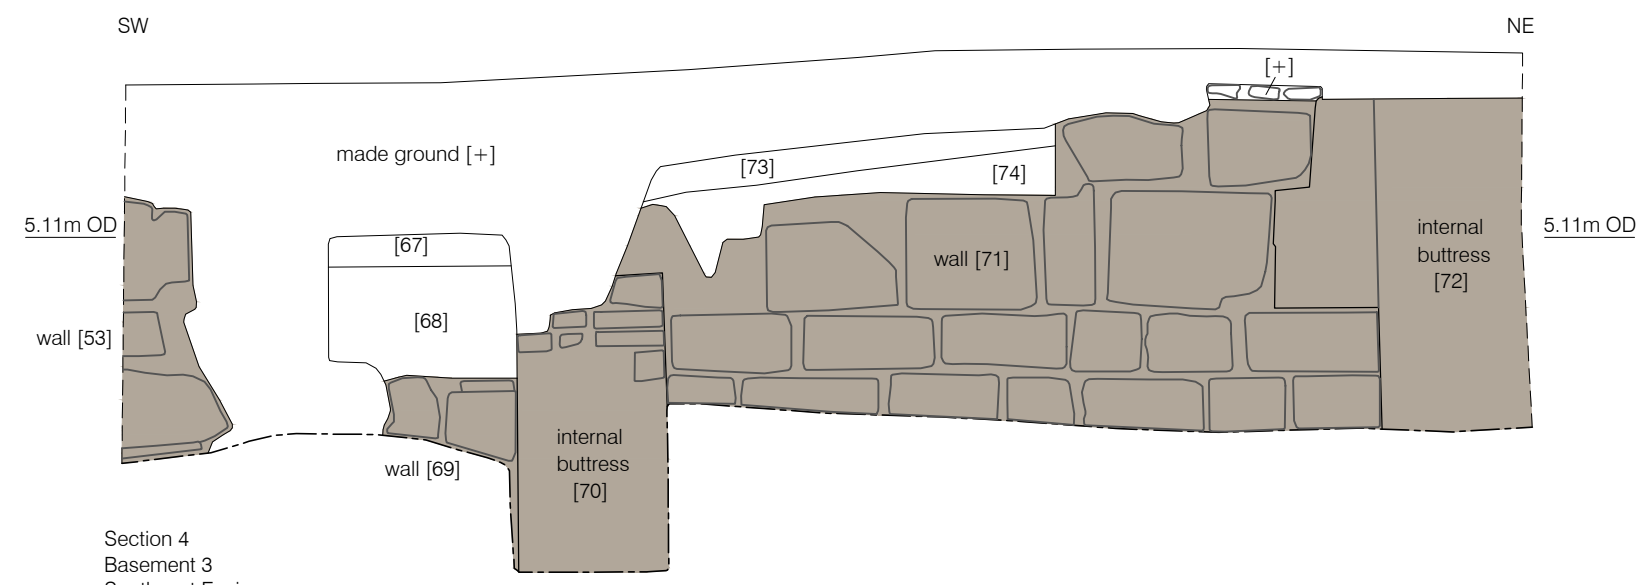 SW
NE
[+]
made ground [+]
[73]
[74]
5.11m OD
5.11m OD
[67]
internal
buttress
[72]
wall [71]
[68]
wall [53]
internal
buttress
[70]
wall [69]
Section 4
Basement 3